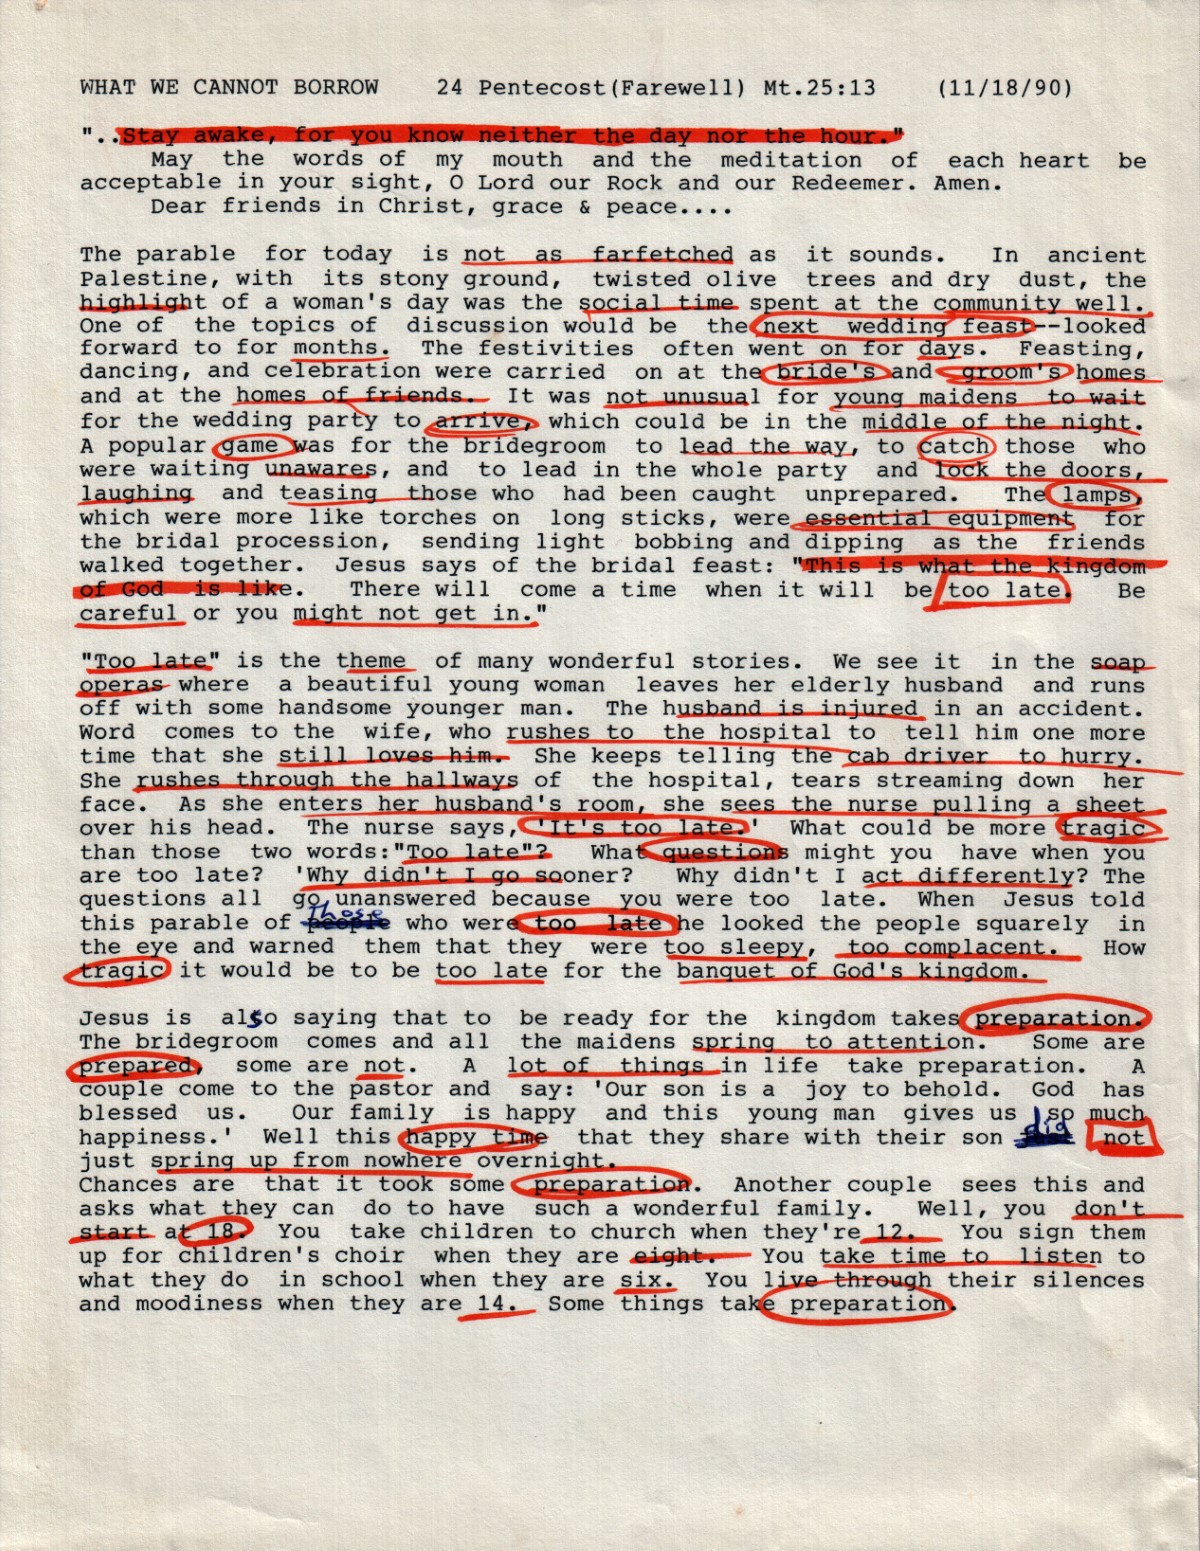 WHAT WE CANNOT BORROW 24 Pentecost(Farewell) Mt.25:13 (11/18/90)
"..Stay awake, for you know neither the day nor the hour."
May the words of my mouth and the meditation of each heart be
acceptable in your sight, O Lord our Rock and our Redeemer. Amen.
Dear friends in Christ, grace & peace....
The parable for today is not as farfetched as it sounds. In ancient
Palestine, with its stony ground, twisted olive trees and dry dust, the
highlight of a woman's day was the social time spent at the community well.
One of the topics of discussion would be the next wedding feast--looked
forward to for months. The festivities often went on for days. Feasting,
dancing, and celebration were carried on at the bride's and groom's homes
and at the homes of friends. It was not unusual for young maidens to wait
for the wedding party to arrive, which could be in the middle of the night.
A popular game was for the bridegroom to lead the way, to catch those who
were waiting unawares, and to lead in the whole party and lock the doors,
laughing and teasing those who had been caught unprepared. The lamps,
which were more like torches on long sticks, were essential equipment for
the bridal procession, sending light bobbing and dipping as the friends
walked together. Jesus says of the bridal feast: "This is what the kingdom
of God is like. There will come a time when it will be too late. Be
careful or you might not get in."
"Too late" is the theme of many wonderful stories. We see it in the soap
operas where a beautiful young woman leaves her elderly husband and runs
off with some handsome younger man. The husband is injured in an accident.
Word comes to the wife, who rushes to the hospital to tell him one more
time that she still loves him. She keeps telling the cab driver to hurry.
She rushes through the hallways of the hospital, tears streaming down her
face. As she enters her husband's room, she sees the nurse pulling a sheet
over his head. The nurse says, 'It's too late.' What could be more tragic
than those two words:"Too late"? What questions might you have when you
are too late? 'Why didn't I go sooner? Why didn't I act differently? The
questions all go unanswered because you were too late. When Jesus told
this parable of people Those who were too late he looked the people squarely in
the eye and warned them that they were too sleepy, too complacent. How
tragic it would be to be too late for the banquet of God's kingdom.
Jesus is also saying that to be ready for the kingdom takes preparation.
The bridegroom comes and all the maidens spring to attention. Some are
prepared, some are not. A lot of things in life take preparation. A
couple come to the pastor and say: 'Our son is a joy to behold. God has
blessed us. Our family is happy and this young man gives us so much
happiness.' Well this happy time that they share with their son did not
just spring up from nowhere overnight.
Chances are that it took some preparation. Another couple sees this and
asks what they can do to have such a wonderful family. Well, you don't
start at 18. You take children to church when they're 12. You sign them
up for children's choir when they are eight. You take time to listen to
what they do in school when they are six. You live through their silences
and moodiness when they are 14. Some things take preparation.